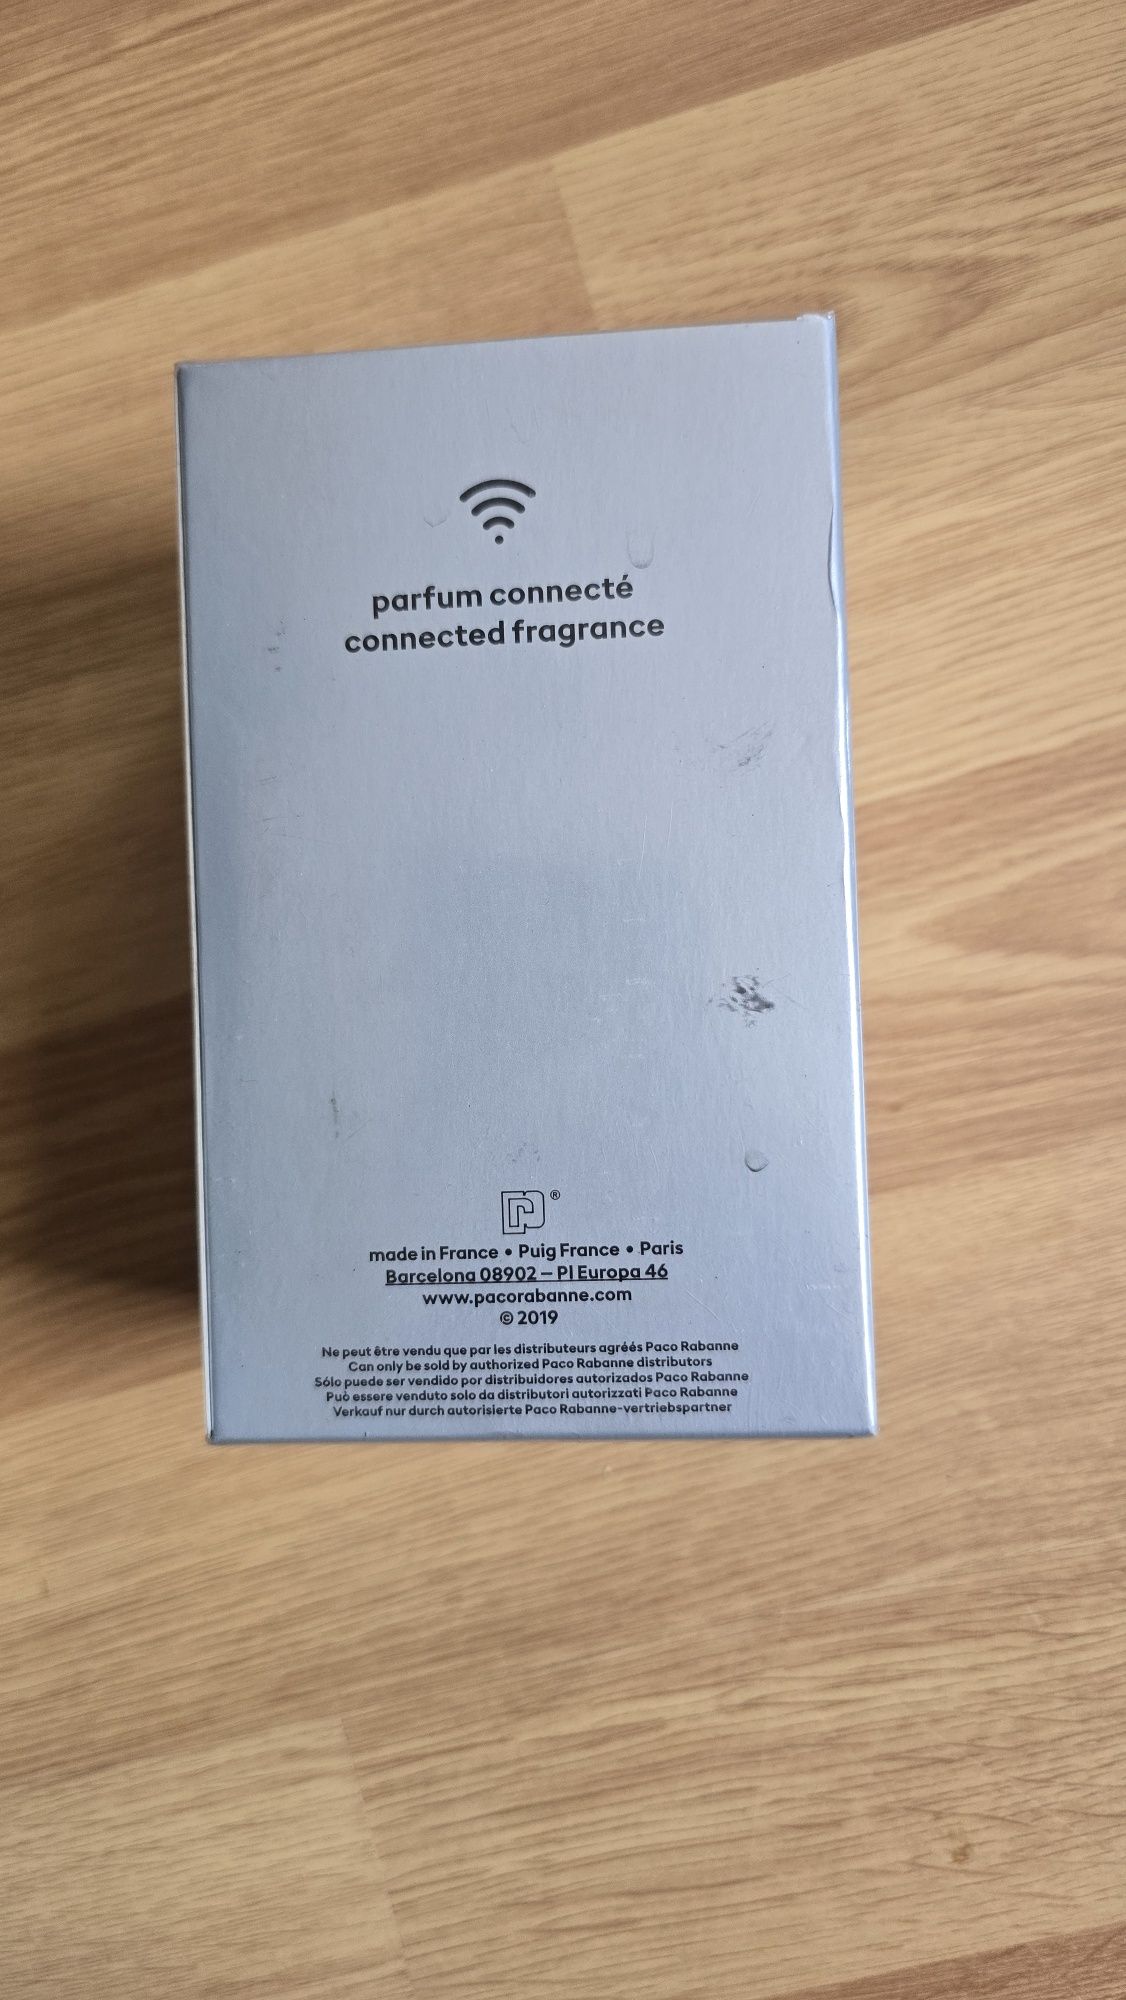 parfum connecté
connected fragrance
®
made in France • Puig France • Paris
Barcelona 08902 – Pl Europa 46
www.pacorabanne.com
© 2019
Ne peut être vendu que par les distributeurs agréés Paco Rabanne
Can only be sold by authorized Paco Rabanne distributors
Sólo puede ser vendido por distribuidores autorizados Paco Rabanne
Può essere venduto solo da distributori autorizzati Paco Rabanne
Verkauf nur durch autorisierte Paco Rabanne-vertriebspartner